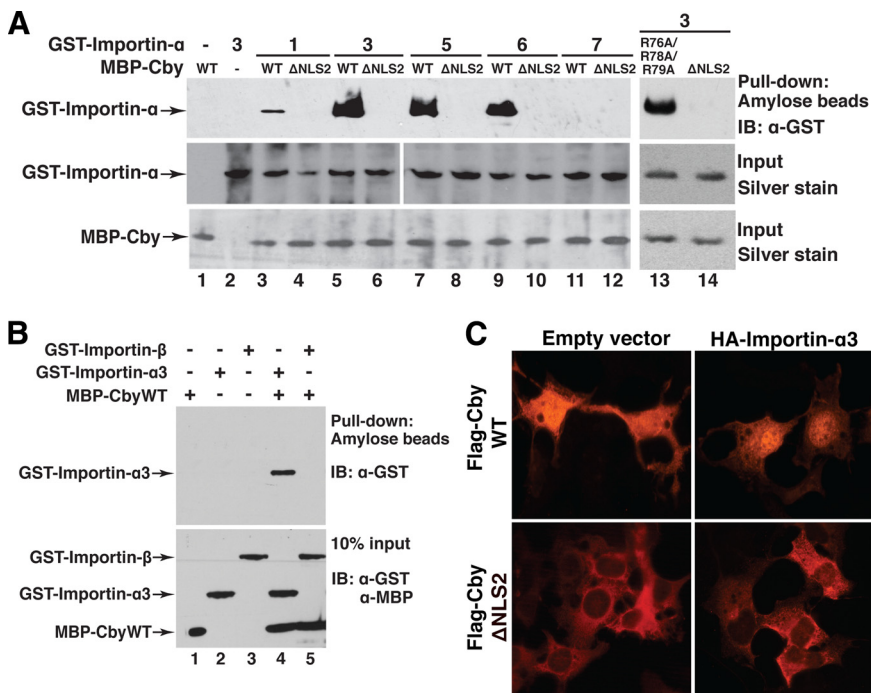 A
GST-Importin-α - 3 1 3 5 6 7 3
MBP-Cby WT - WT ΔNLS2 WT ΔNLS2 WT ΔNLS2 WT ΔNLS2 WT ΔNLS2 R76A/ R78A/ R79A ΔNLS2
GST-Importin-α
Pull-down:
Amylose beads
IB: α-GST
GST-Importin-α
Input
Silver stain
MBP-Cby
Input
Silver stain
1 2 3 4 5 6 7 8 9 10 11 12 13 14
B
GST-Importin-β - - + - +
GST-Importin-α3 - + - + -
MBP-CbyWT + - - + +
Pull-down:
Amylose beads
GST-Importin-α3
IB: α-GST
10% input
GST-Importin-β
IB: α-GST
α-MBP
GST-Importin-α3
MBP-CbyWT
1 2 3 4 5
C
Empty vector HA-Importin-α3
Flag-Cby
WT
Flag-Cby
ΔNLS2